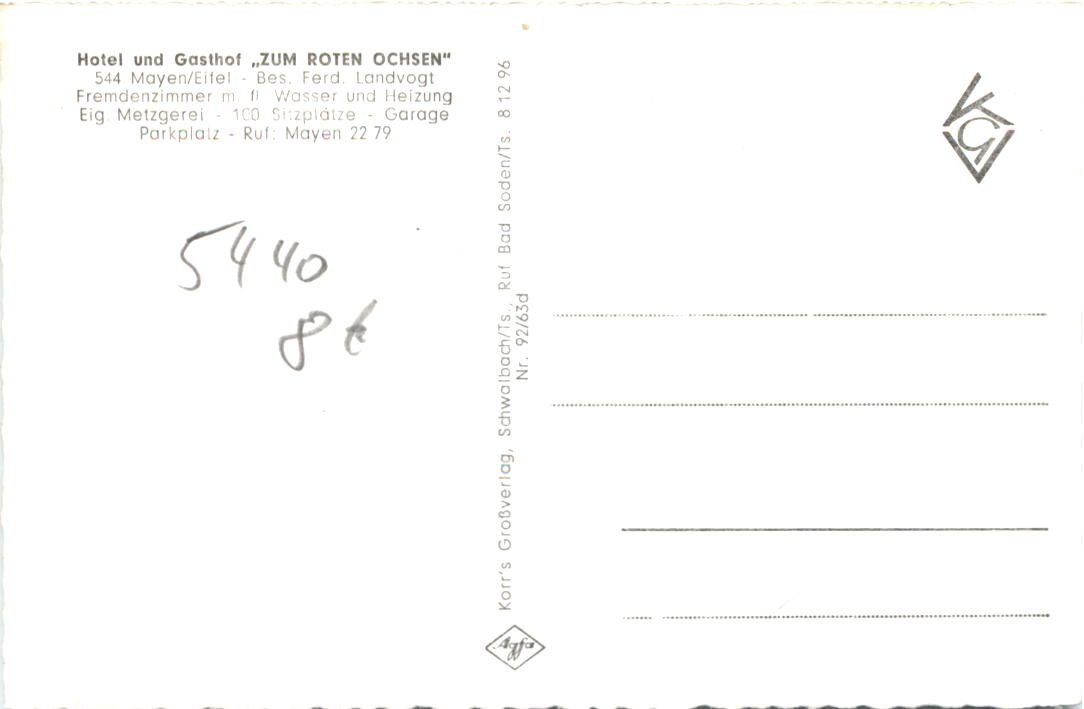 Hotel und Gasthof „ZUM ROTEN OCHSEN"
544 Mayen/Eifel - Bes. Ferd. Landvogt
Fremdenzimmer m. fl. Wasser und Heizung
Eig. Metzgerei - 100 Sitzplätze - Garage
Parkplatz - Ruf: Mayen 22 79
5440
8 €
Korr's Großverlag, Schwalbach/Ts., Ruf Bad Soden/Ts. 8 12 96
Nr. 92/63d
Agfa
KGV